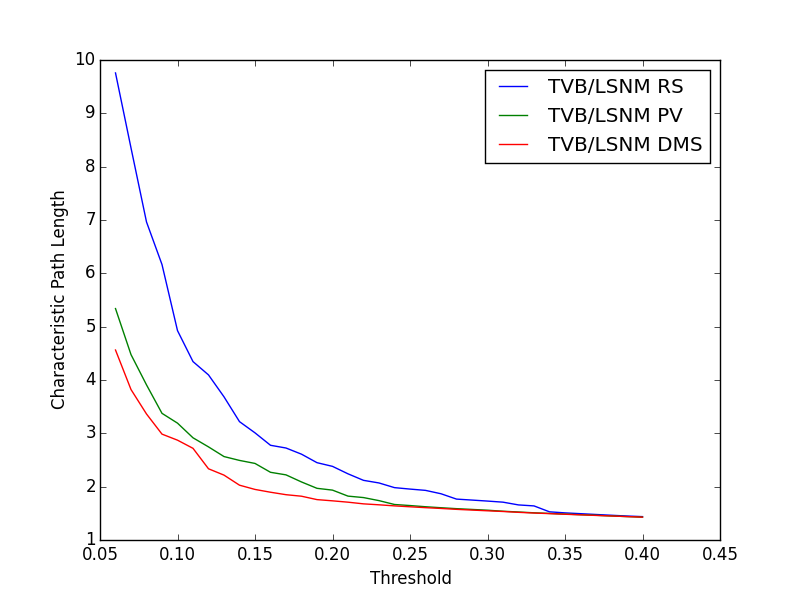 TVB/LSNM RS
TVB/LSNM PV
TVB/LSNM DMS
Characteristic Path Length
10
9
8
7
6
5
4
3
2
1
0.05 0.10 0.15 0.20 0.25 0.30 0.35 0.40 0.45
Threshold